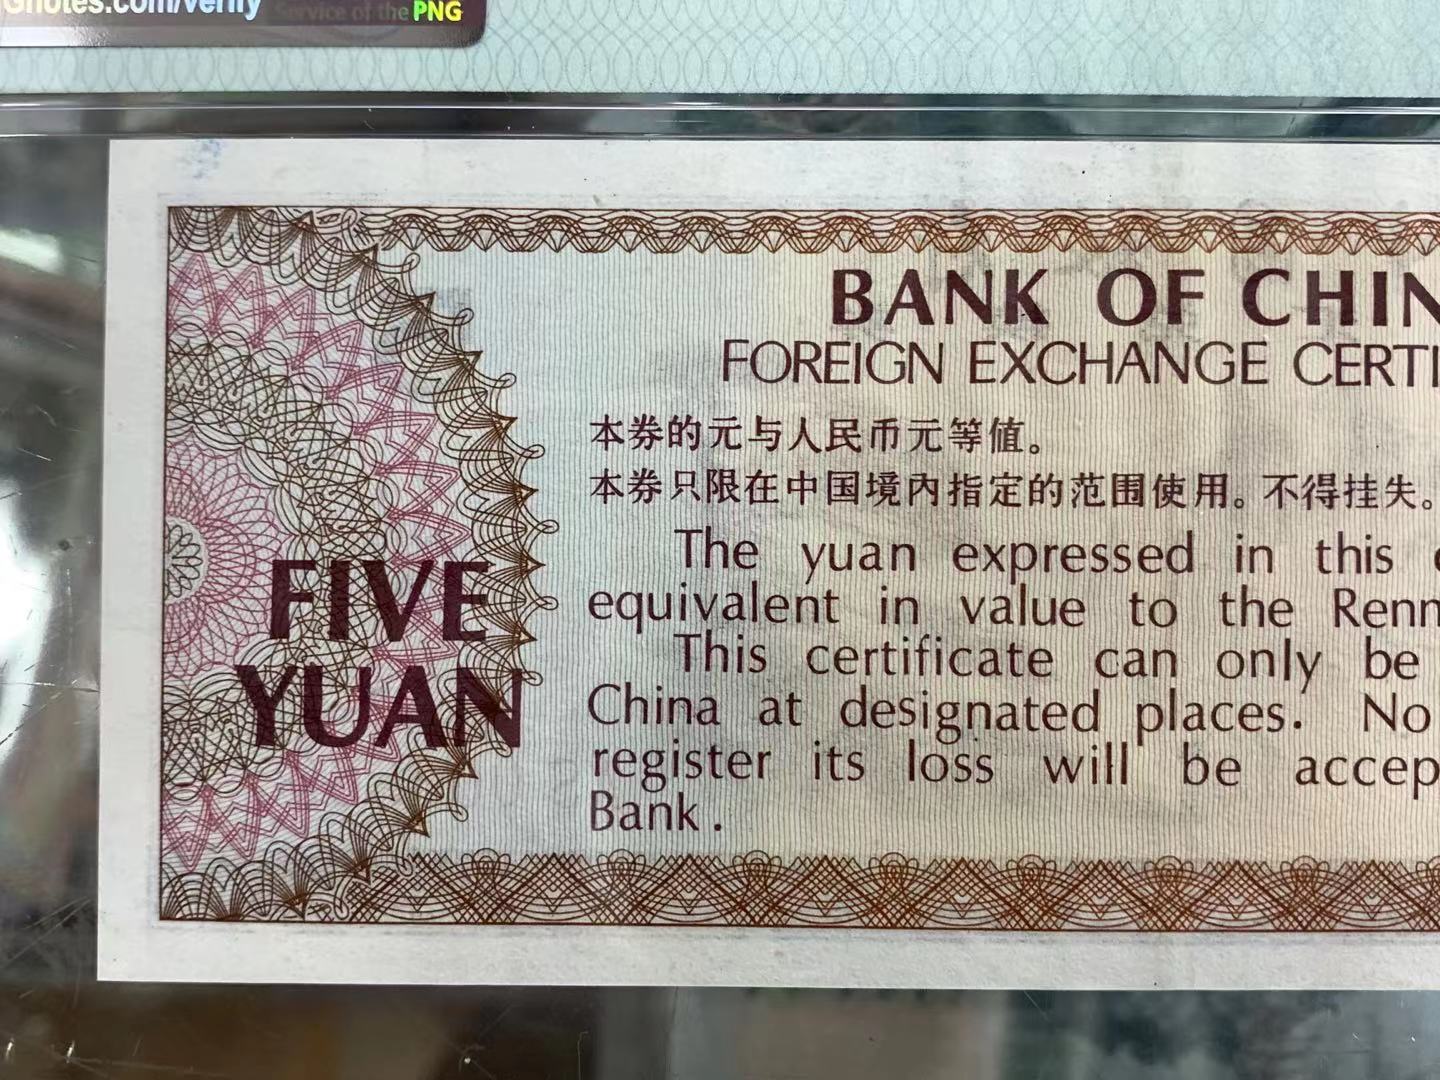 notes.com/verify
Service of the PNG
BANK OF CHIN
FOREIGN EXCHANGE CERTI
本券的元与人民币元等值。
本券只限在中国境内指定的范围使用。不得挂失。
The yuan expressed in this
equivalent in value to the Renm
This certificate can only be
China at designated places. No
register its loss will be accep
Bank.
FIVE
YUAN